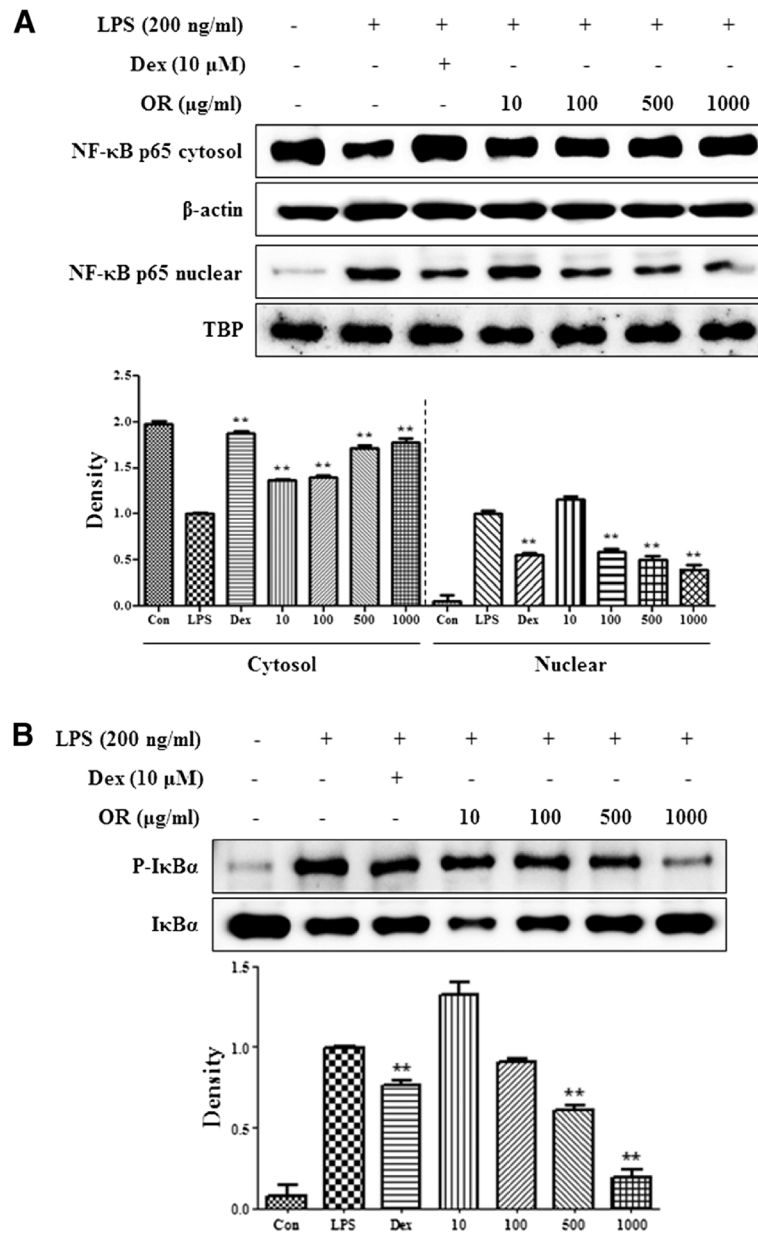 A
LPS (200 ng/ml) - + + + + + +
Dex (10 μM) - - + - - - -
OR (μg/ml) - - - 10 100 500 1000
NF-κB p65 cytosol
β-actin
NF-κB p65 nuclear
TBP
2.5
2.0
1.5
1.0
0.5
0.0
Density
** ** ** ** ** ** ** ** **
Con LPS Dex 10 100 500 1000 Con LPS Dex 10 100 500 1000
Cytosol Nuclear
B
LPS (200 ng/ml) - + + + + + +
Dex (10 μM) - - + - - - -
OR (μg/ml) - - - 10 100 500 1000
P-IκBα
IκBα
1.5
1.0
0.5
0.0
Density
** ** **
Con LPS Dex 10 100 500 1000